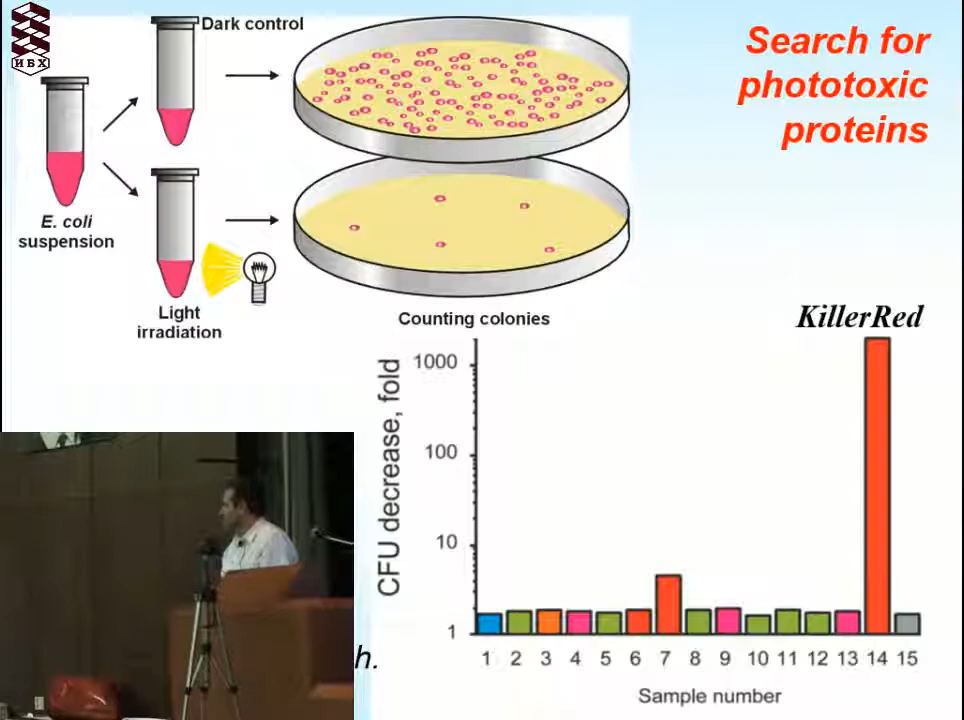 ИБХ
Dark control
Search for
phototoxic
proteins
E. coli
suspension
Light
irradiation
Counting colonies
KillerRed
CFU decrease, fold
1000
100
10
1
1 2 3 4 5 6 7 8 9 10 11 12 13 14 15
Sample number
h.